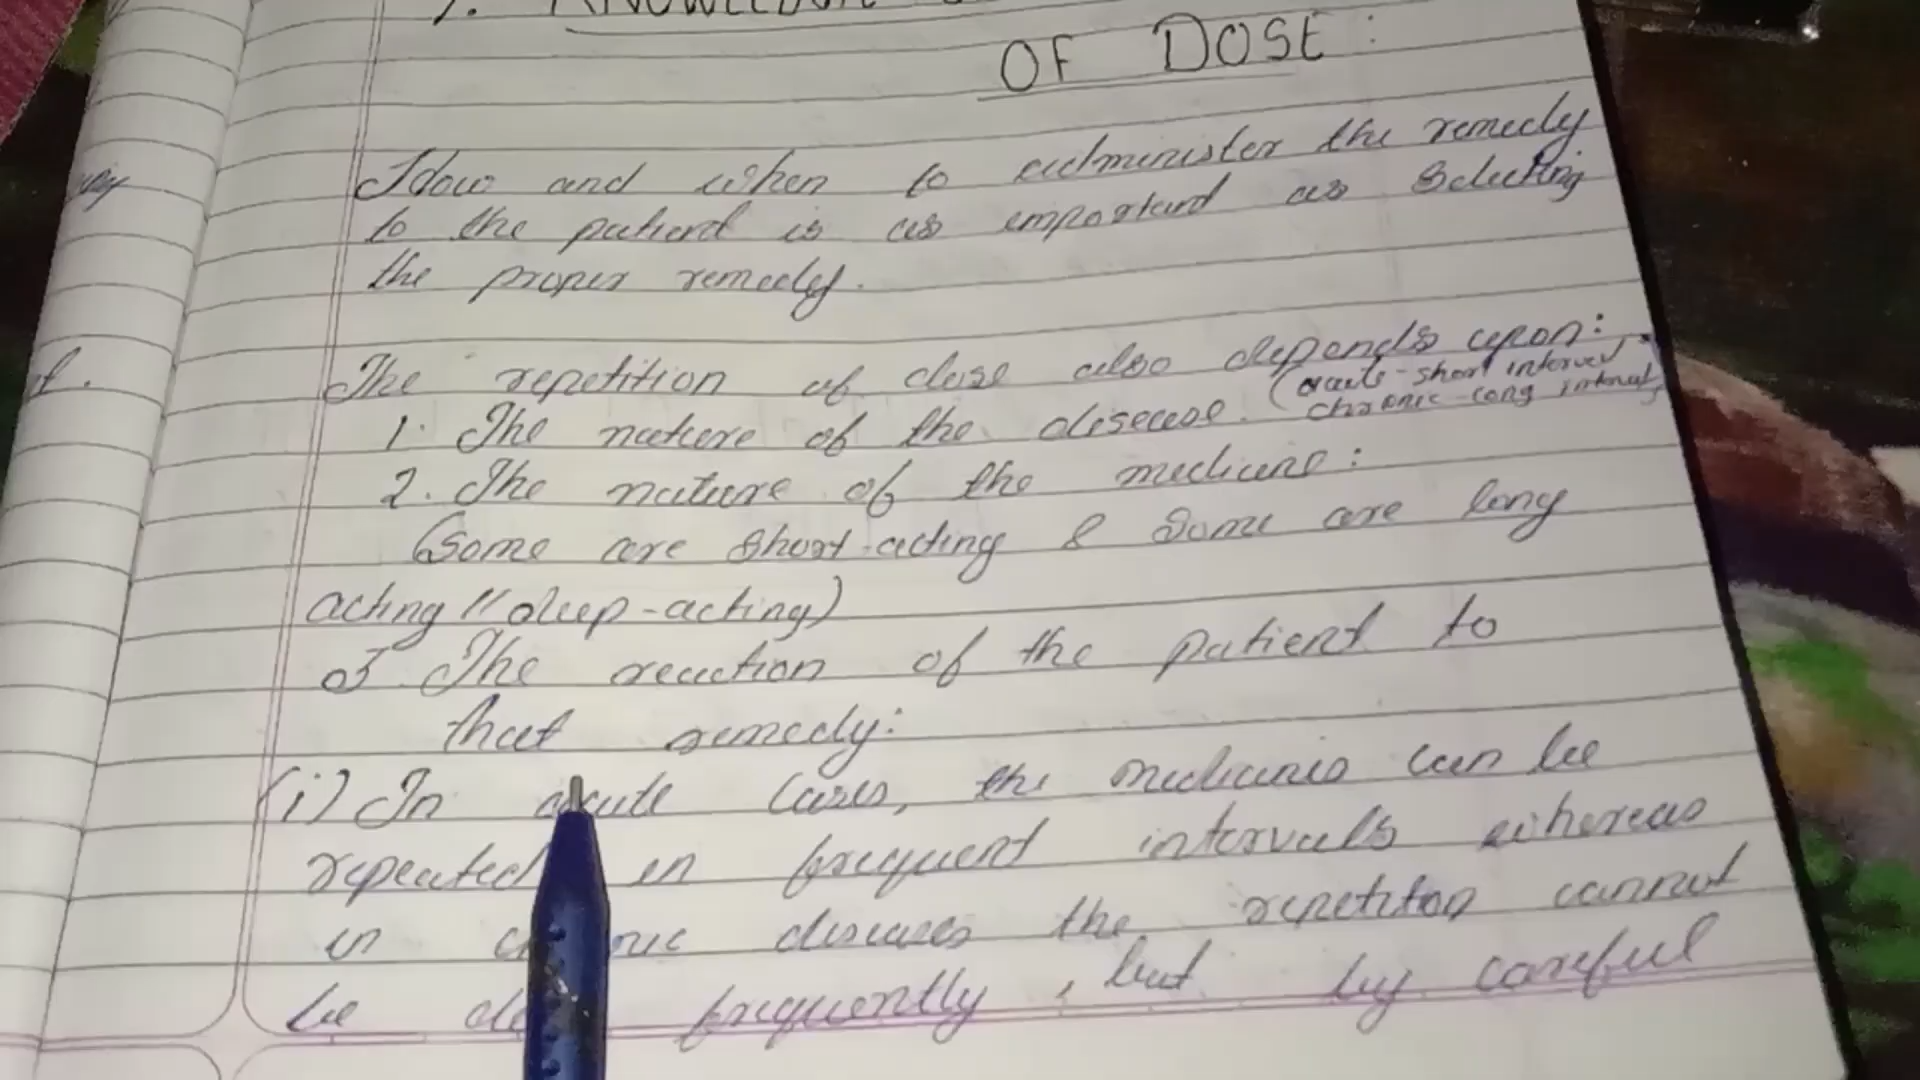 7. KNOWLEDGE
OF DOSE:
How and when to administer the remedy
to the patient is as important as selecting
the proper remedy.
The repetition of dose also depends upon:
1. The nature of the disease. (acute - short interval,
chronic - long interval)
2. The nature of the medicine:
(Some are short-acting & Some are long
acting // deep-acting)
3. The reaction of the patient to
that remedy:
(i) In acute cases, the medicines can be
repeated in frequent intervals whereas
in diseases the repetition cannot
be frequently, but by careful